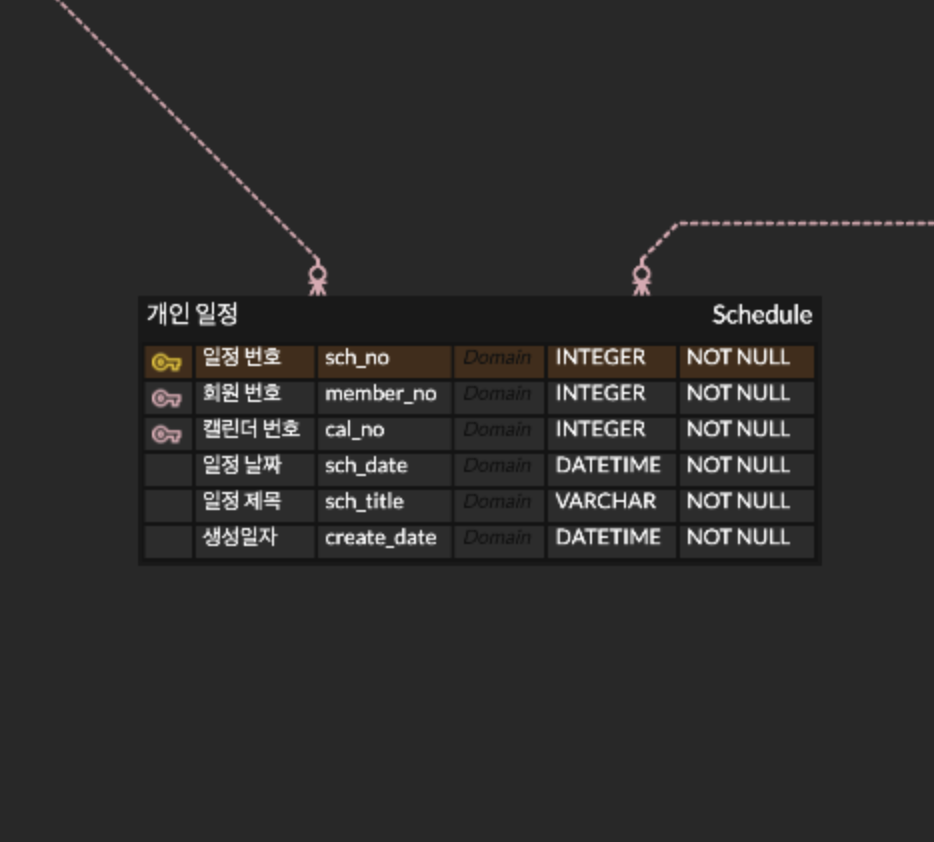 개인 일정 Schedule
일정 번호 sch_no Domain INTEGER NOT NULL
회원 번호 member_no Domain INTEGER NOT NULL
캘린더 번호 cal_no Domain INTEGER NOT NULL
일정 날짜 sch_date Domain DATETIME NOT NULL
일정 제목 sch_title Domain VARCHAR NOT NULL
생성일자 create_date Domain DATETIME NOT NULL